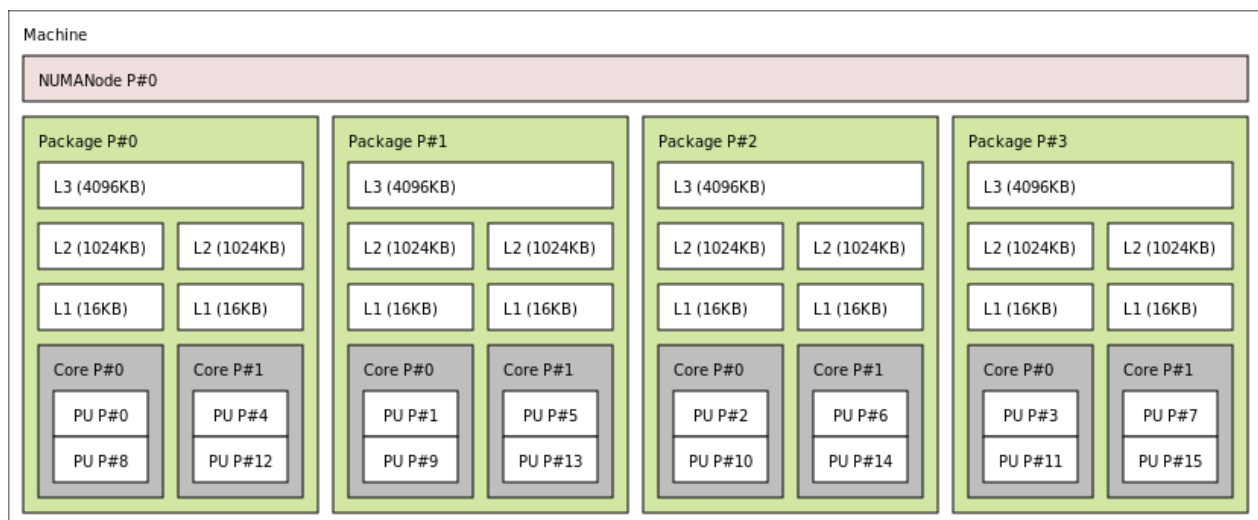 Machine
NUMANode P#0
Package P#0 Package P#1 Package P#2 Package P#3
L3 (4096KB) L3 (4096KB) L3 (4096KB) L3 (4096KB)
L2 (1024KB) L2 (1024KB) L2 (1024KB) L2 (1024KB) L2 (1024KB) L2 (1024KB) L2 (1024KB) L2 (1024KB)
L1 (16KB) L1 (16KB) L1 (16KB) L1 (16KB) L1 (16KB) L1 (16KB) L1 (16KB) L1 (16KB)
Core P#0 Core P#1 Core P#0 Core P#1 Core P#0 Core P#1 Core P#0 Core P#1
PU P#0 PU P#4 PU P#1 PU P#5 PU P#2 PU P#6 PU P#3 PU P#7
PU P#8 PU P#12 PU P#9 PU P#13 PU P#10 PU P#14 PU P#11 PU P#15